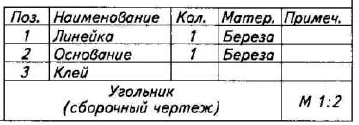 Поз. Наименование Кол. Матер. Примеч.
1 Линейка 1 Береза
2 Основание 1 Береза
3 Клей
Угольник
(сборочный чертеж) М 1:2